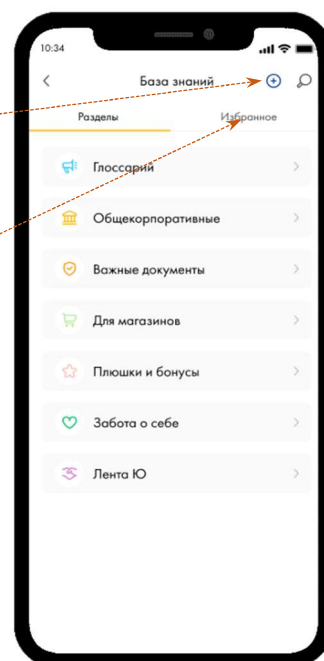 10:34
База знаний
Разделы
Избранное
Глоссарий
Общекорпоративные
Важные документы
Для магазинов
Плюшки и бонусы
Забота о себе
Лента Ю